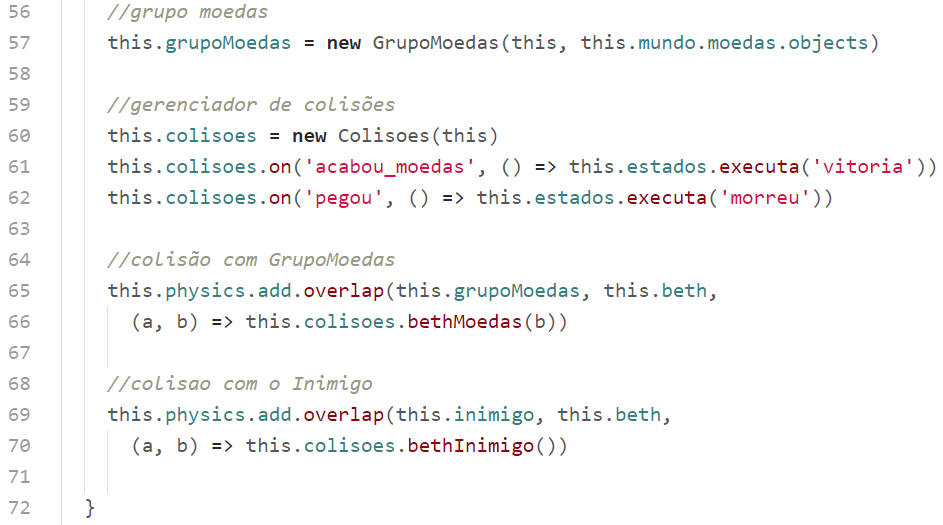 56 //grupo moedas
57 this.grupoMoedas = new GrupoMoedas(this, this.mundo.moedas.objects)
58
59 //gerenciador de colisões
60 this.colisoes = new Colisoes(this)
61 this.colisoes.on('acabou_moedas', () => this.estados.executa('vitoria'))
62 this.colisoes.on('pegou', () => this.estados.executa('morreu'))
63
64 //colisão com GrupoMoedas
65 this.physics.add.overlap(this.grupoMoedas, this.beth,
66 (a, b) => this.colisoes.bethMoedas(b))
67
68 //colisao com o Inimigo
69 this.physics.add.overlap(this.inimigo, this.beth,
70 (a, b) => this.colisoes.bethInimigo())
71
72 }